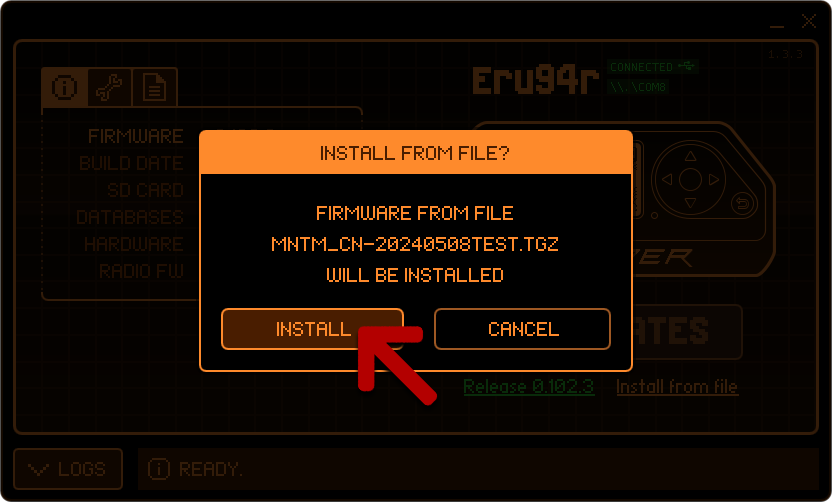 1.3.3
Eru94r
CONNECTED
\\.\COM8
FIRMWARE
BUILD DATE
SD CARD
DATABASES
HARDWARE
RADIO FW
INSTALL FROM FILE?
FIRMWARE FROM FILE
MNTM_CN-20240508TEST.TGZ
WILL BE INSTALLED
INSTALL
CANCEL
Release 0.102.3
Install from file
LOGS
READY.